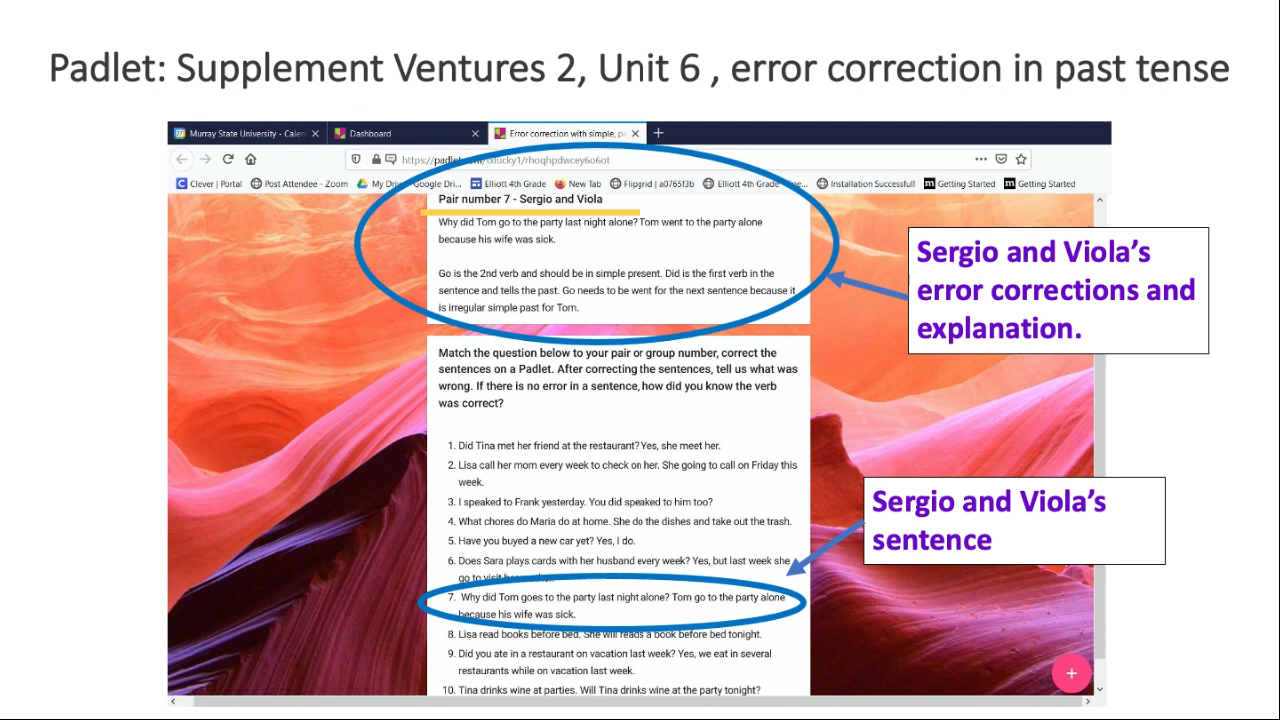 Padlet: Supplement Ventures 2, Unit 6 , error correction in past tense
Murray State University - Calen
Dashboard
Error correction with simple, pa
https://padlet.com/ixlucky1/rhoqhpdwcey6o6ot
Clever | Portal
Post Attendee - Zoom
My Driv
Google Dri...
Elliott 4th Grade
New Tab
Flipgrid | a0765f3b
Elliott 4th Grade
ne...
Installation Successful!
Getting Started
Getting Started
Pair number 7 - Sergio and Viola
Why did Tom go to the party last night alone? Tom went to the party alone
because his wife was sick.
Go is the 2nd verb and should be in simple present. Did is the first verb in the
sentence and tells the past. Go needs to be went for the next sentence because it
is irregular simple past for Tom.
Sergio and Viola's
error corrections and
explanation.
Match the question below to your pair or group number, correct the
sentences on a Padlet. After correcting the sentences, tell us what was
wrong. If there is no error in a sentence, how did you know the verb
was correct?
1. Did Tina met her friend at the restaurant? Yes, she meet her.
2. Lisa call her mom every week to check on her. She going to call on Friday this
week.
3. I speaked to Frank yesterday. You did speaked to him too?
4. What chores do Maria do at home. She do the dishes and take out the trash.
5. Have you buyed a new car yet? Yes, I do.
6. Does Sara plays cards with her husband every week? Yes, but last week she
go to visit her
7. Why did Tom goes to the party last night alone? Tom go to the party alone
because his wife was sick.
8. Lisa read books before bed. She will reads a book before bed tonight.
9. Did you ate in a restaurant on vacation last week? Yes, we eat in several
restaurants while on vacation last week.
10. Tina drinks wine at parties. Will Tina drinks wine at the party tonight?
Sergio and Viola's
sentence